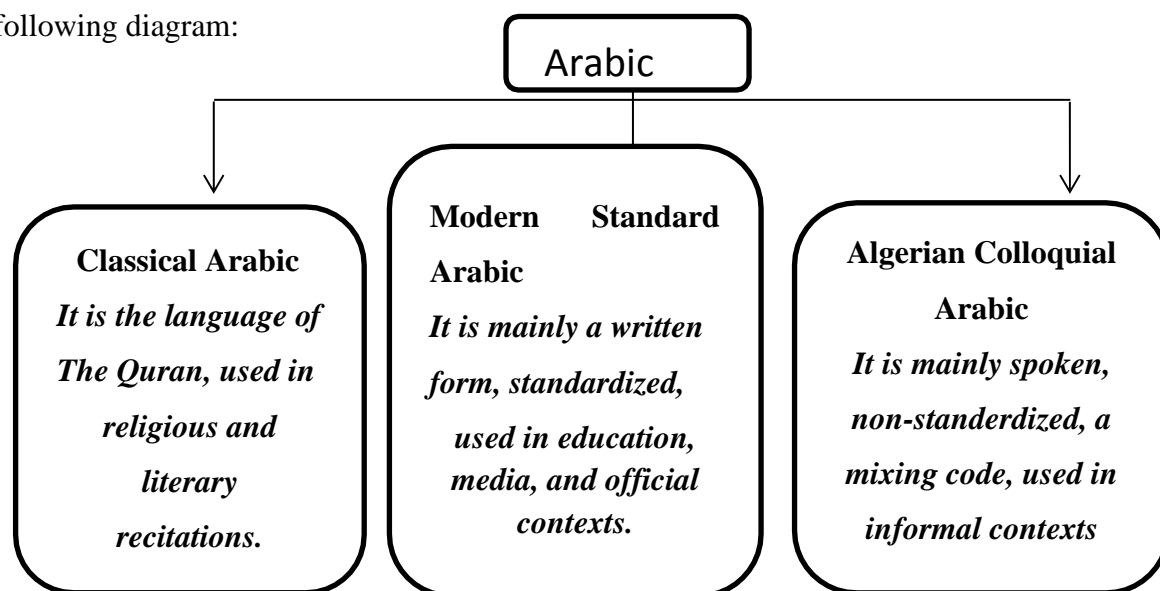 following diagram:
Arabic
Classical Arabic
It is the language of
The Quran, used in
religious and
literary
recitations.
Modern Standard
Arabic
It is mainly a written
form, standardized,
used in education,
media, and official
contexts.
Algerian Colloquial
Arabic
It is mainly spoken,
non-standerdized, a
mixing code, used in
informal contexts